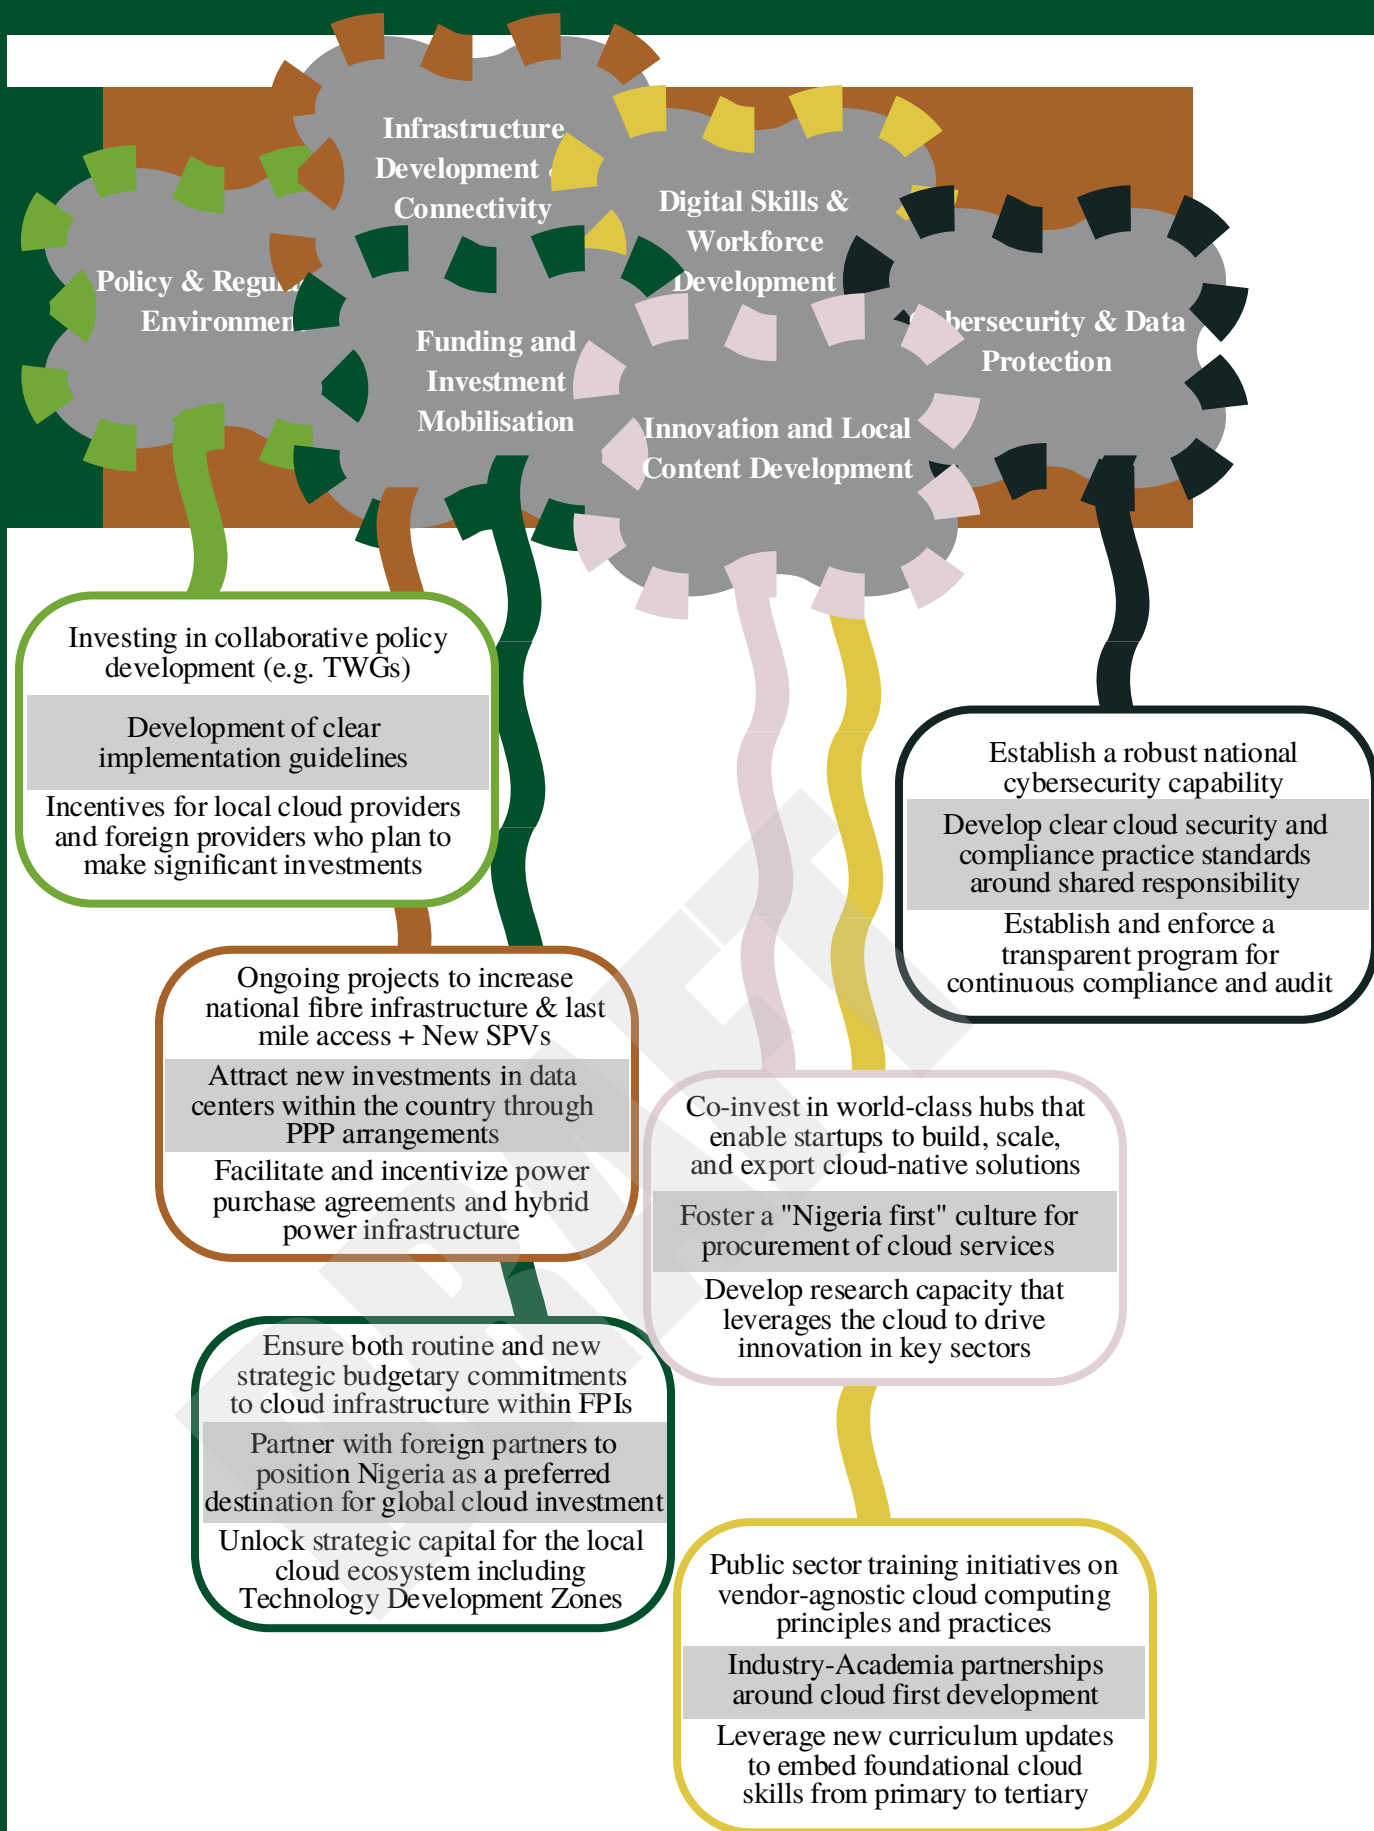 Infrastructure
Development
Connectivity
Digital Skills &
Workforce
Development
Policy &
Environmen
Cybersecurity & Data
Protection
Funding and
Investment
Mobilisation
Innovation and Local
Content Development
Investing in collaborative policy
development (e.g. TWGs)
Development of clear
implementation guidelines
Incentives for local cloud providers
and foreign providers who plan to
make significant investments
Establish a robust national
cybersecurity capability
Develop clear cloud security and
compliance practice standards
around shared responsibility
Establish and enforce a
transparent program for
continuous compliance and audit
Ongoing projects to increase
national fibre infrastructure & last
mile access + New SPVs
Attract new investments in data
centers within the country through
PPP arrangements
Facilitate and incentivize power
purchase agreements and hybrid
power infrastructure
Co-invest in world-class hubs that
enable startups to build, scale,
and export cloud-native solutions
Foster a "Nigeria first" culture for
procurement of cloud services
Develop research capacity that
leverages the cloud to drive
innovation in key sectors
Ensure both routine and new
strategic budgetary commitments
to cloud infrastructure within FPIs
Partner with foreign partners to
position Nigeria as a preferred
destination for global cloud investment
Unlock strategic capital for the local
cloud ecosystem including
Technology Development Zones
Public sector training initiatives on
vendor-agnostic cloud computing
principles and practices
Industry-Academia partnerships
around cloud first development
Leverage new curriculum updates
to embed foundational cloud
skills from primary to tertiary
DRAFT